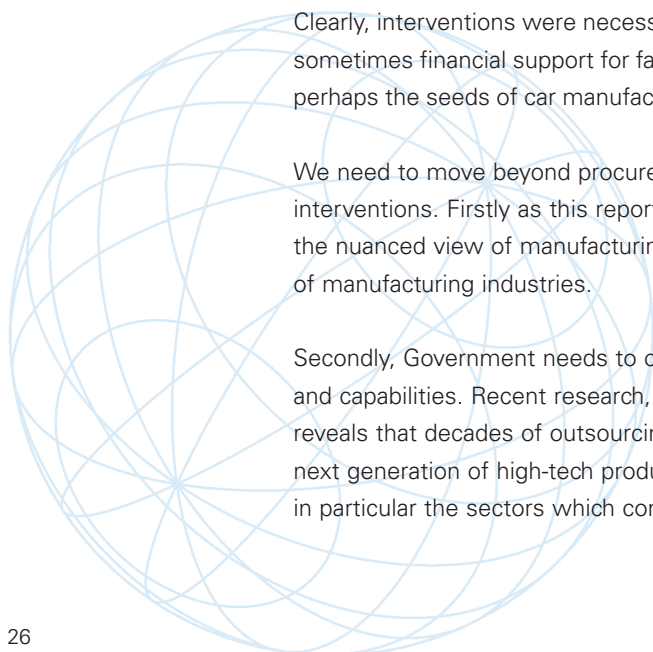 Clearly, interventions were necess
sometimes financial support for fa
perhaps the seeds of car manufac
We need to move beyond procure
interventions. Firstly as this report
the nuanced view of manufacturin
of manufacturing industries.
Secondly, Government needs to c
and capabilities. Recent research,
reveals that decades of outsourcin
next generation of high-tech produ
in particular the sectors which con
26